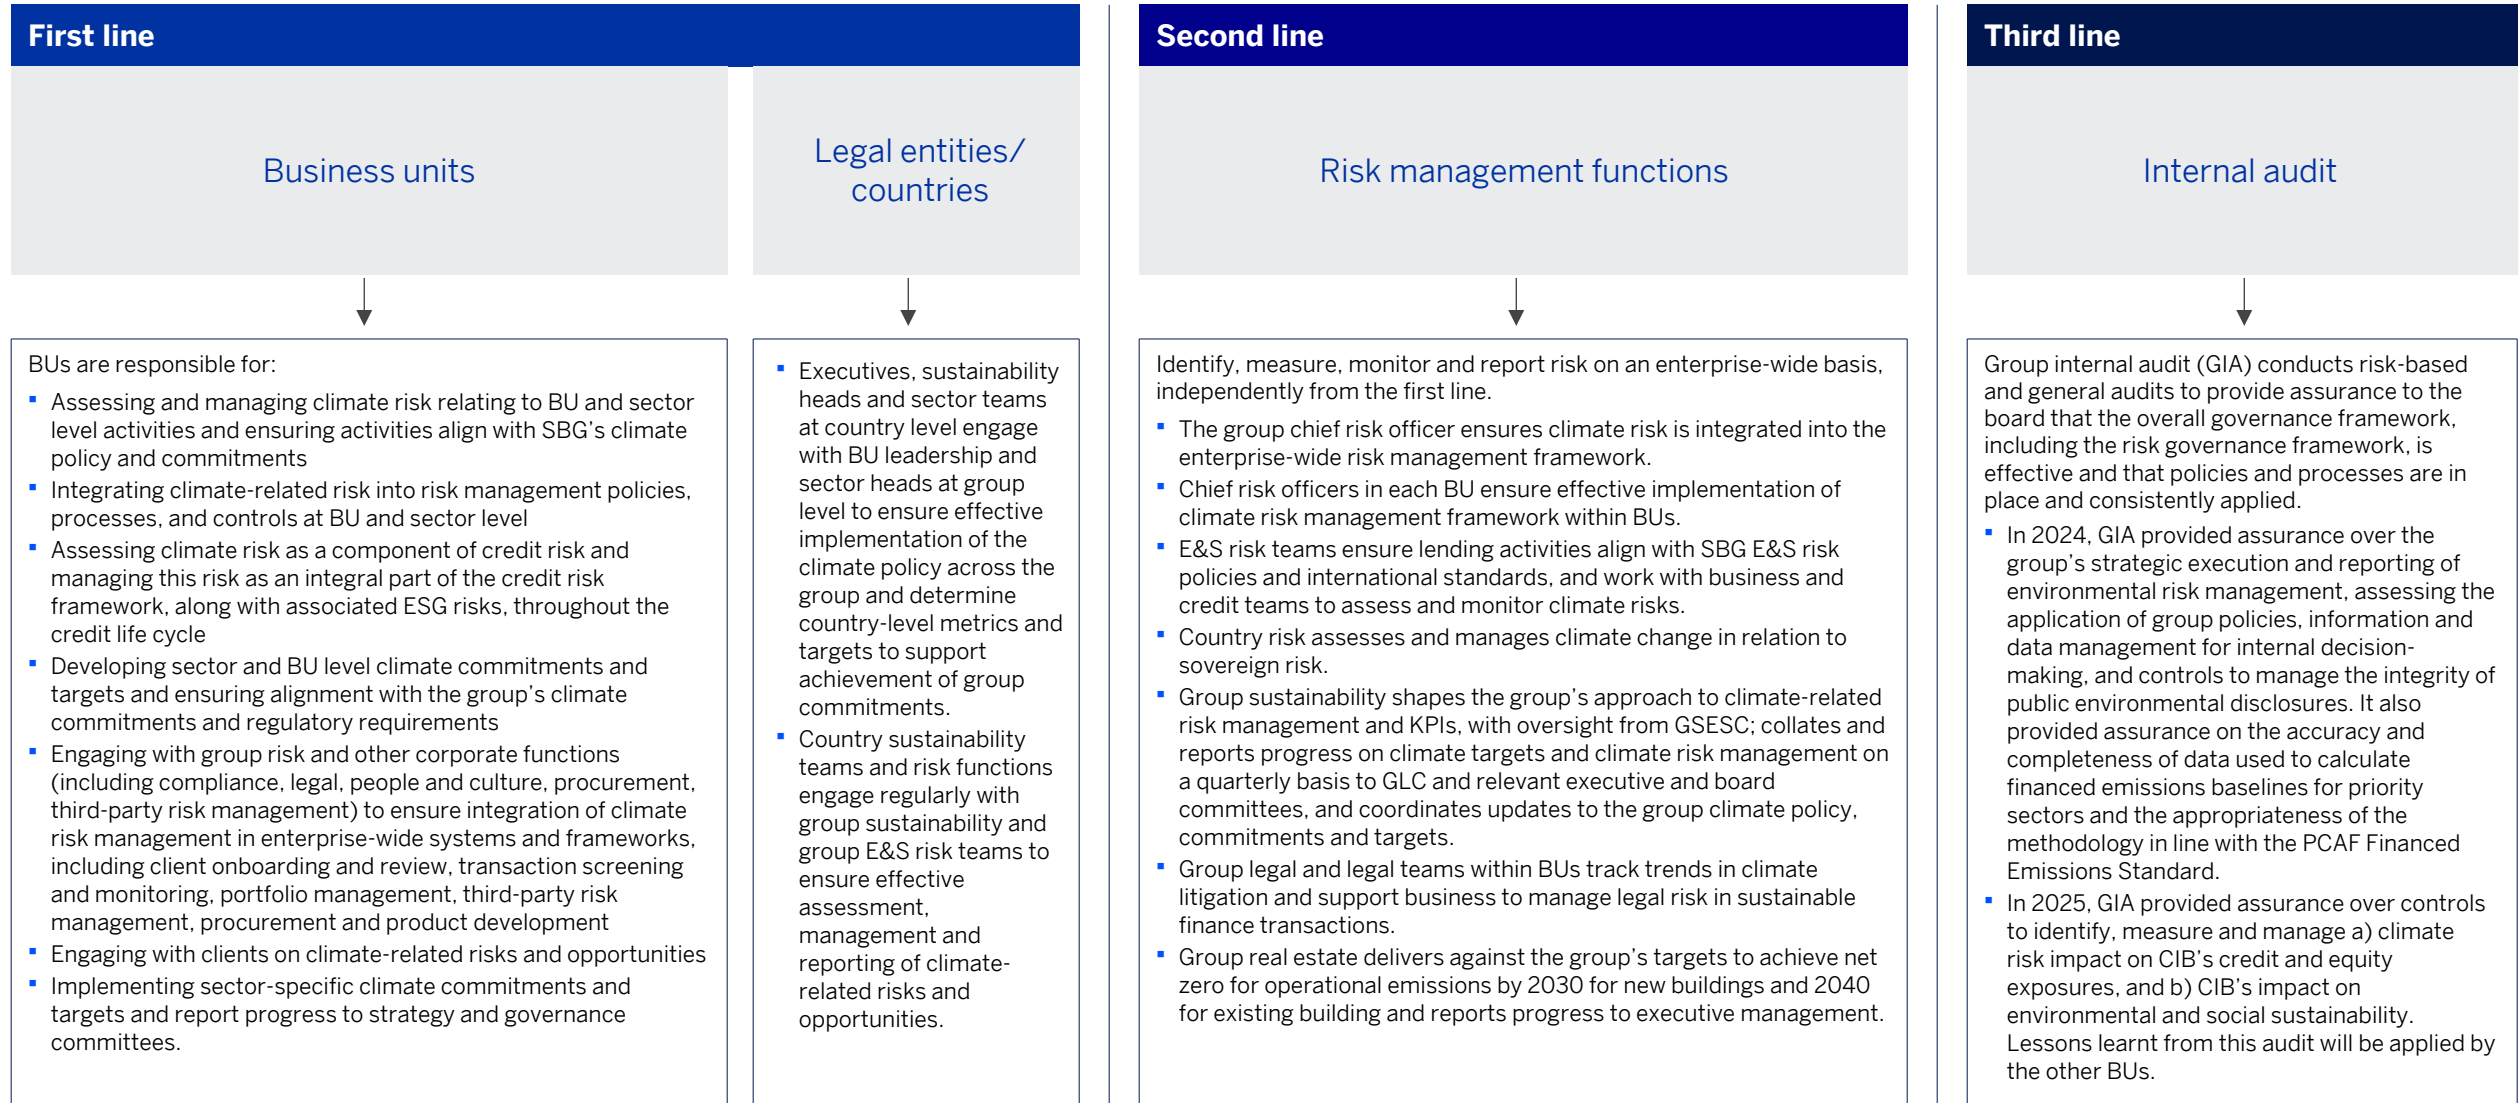 First line
Business units
Legal entities/
countries
BUs are responsible for:
▪ Assessing and managing climate risk relating to BU and sector
level activities and ensuring activities align with SBG’s climate
policy and commitments
▪ Integrating climate-related risk into risk management policies,
processes, and controls at BU and sector level
▪ Assessing climate risk as a component of credit risk and
managing this risk as an integral part of the credit risk
framework, along with associated ESG risks, throughout the
credit life cycle
▪ Developing sector and BU level climate commitments and
targets and ensuring alignment with the group’s climate
commitments and regulatory requirements
▪ Engaging with group risk and other corporate functions
(including compliance, legal, people and culture, procurement,
third-party risk management) to ensure integration of climate
risk management in enterprise-wide systems and frameworks,
including client onboarding and review, transaction screening
and monitoring, portfolio management, third-party risk
management, procurement and product development
▪ Engaging with clients on climate-related risks and opportunities
▪ Implementing sector-specific climate commitments and
targets and report progress to strategy and governance
committees.
▪ Executives, sustainability
heads and sector teams
at country level engage
with BU leadership and
sector heads at group
level to ensure effective
implementation of the
climate policy across the
group and determine
country-level metrics and
targets to support
achievement of group
commitments.
▪ Country sustainability
teams and risk functions
engage regularly with
group sustainability and
group E&S risk teams to
ensure effective
assessment,
management and
reporting of climate-
related risks and
opportunities.
Second line
Risk management functions
Identify, measure, monitor and report risk on an enterprise-wide basis,
independently from the first line.
▪ The group chief risk officer ensures climate risk is integrated into the
enterprise-wide risk management framework.
▪ Chief risk officers in each BU ensure effective implementation of
climate risk management framework within BUs.
▪ E&S risk teams ensure lending activities align with SBG E&S risk
policies and international standards, and work with business and
credit teams to assess and monitor climate risks.
▪ Country risk assesses and manages climate change in relation to
sovereign risk.
▪ Group sustainability shapes the group’s approach to climate-related
risk management and KPIs, with oversight from GSESC; collates and
reports progress on climate targets and climate risk management on
a quarterly basis to GLC and relevant executive and board
committees, and coordinates updates to the group climate policy,
commitments and targets.
▪ Group legal and legal teams within BUs track trends in climate
litigation and support business to manage legal risk in sustainable
finance transactions.
▪ Group real estate delivers against the group’s targets to achieve net
zero for operational emissions by 2030 for new buildings and 2040
for existing building and reports progress to executive management.
Third line
Internal audit
Group internal audit (GIA) conducts risk-based
and general audits to provide assurance to the
board that the overall governance framework,
including the risk governance framework, is
effective and that policies and processes are in
place and consistently applied.
▪ In 2024, GIA provided assurance over the
group’s strategic execution and reporting of
environmental risk management, assessing the
application of group policies, information and
data management for internal decision-
making, and controls to manage the integrity of
public environmental disclosures. It also
provided assurance on the accuracy and
completeness of data used to calculate
financed emissions baselines for priority
sectors and the appropriateness of the
methodology in line with the PCAF Financed
Emissions Standard.
▪ In 2025, GIA provided assurance over controls
to identify, measure and manage a) climate
risk impact on CIB’s credit and equity
exposures, and b) CIB’s impact on
environmental and social sustainability.
Lessons learnt from this audit will be applied by
the other BUs.